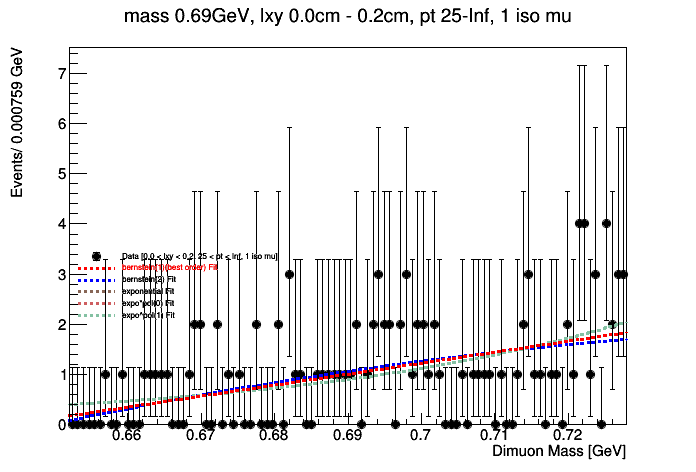 mass 0.69GeV, lxy 0.0cm - 0.2cm, pt 25-Inf, 1 iso mu
Events/ 0.000759 GeV
7
6
5
4
3
2
1
0
Data [0.0 < lxy < 0.2, 25 < pt < Inf, 1 iso mu]
bernstein[1](best order) Fit
bernstein[2] Fit
exponential Fit
expo*pol(0) Fit
expo*pol(1) Fit
0.66 0.67 0.68 0.69 0.7 0.71 0.72
Dimuon Mass [GeV]